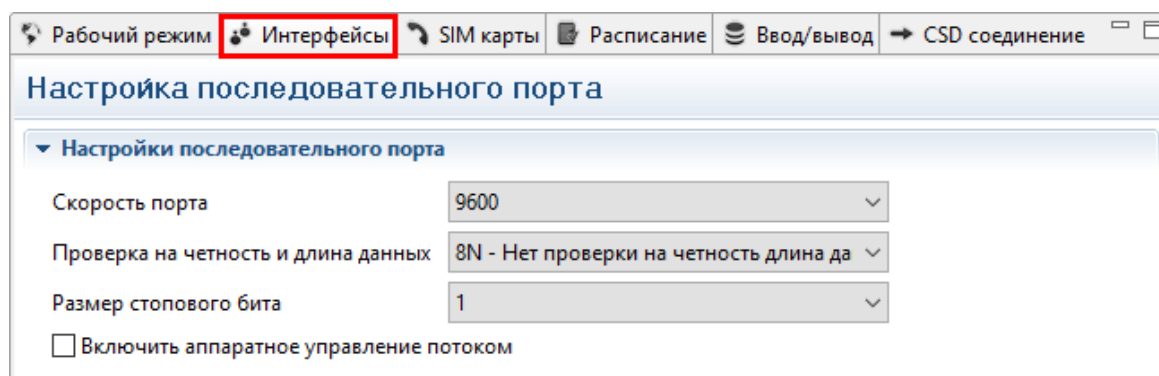 Рабочий режим Интерфейсы SIM карты Расписание Ввод/вывод CSD соединение
Настройка последовательного порта
Настройки последовательного порта
Скорость порта 9600
Проверка на четность и длина данных 8N - Нет проверки на четность длина да
Размер стопового бита 1
Включить аппаратное управление потоком